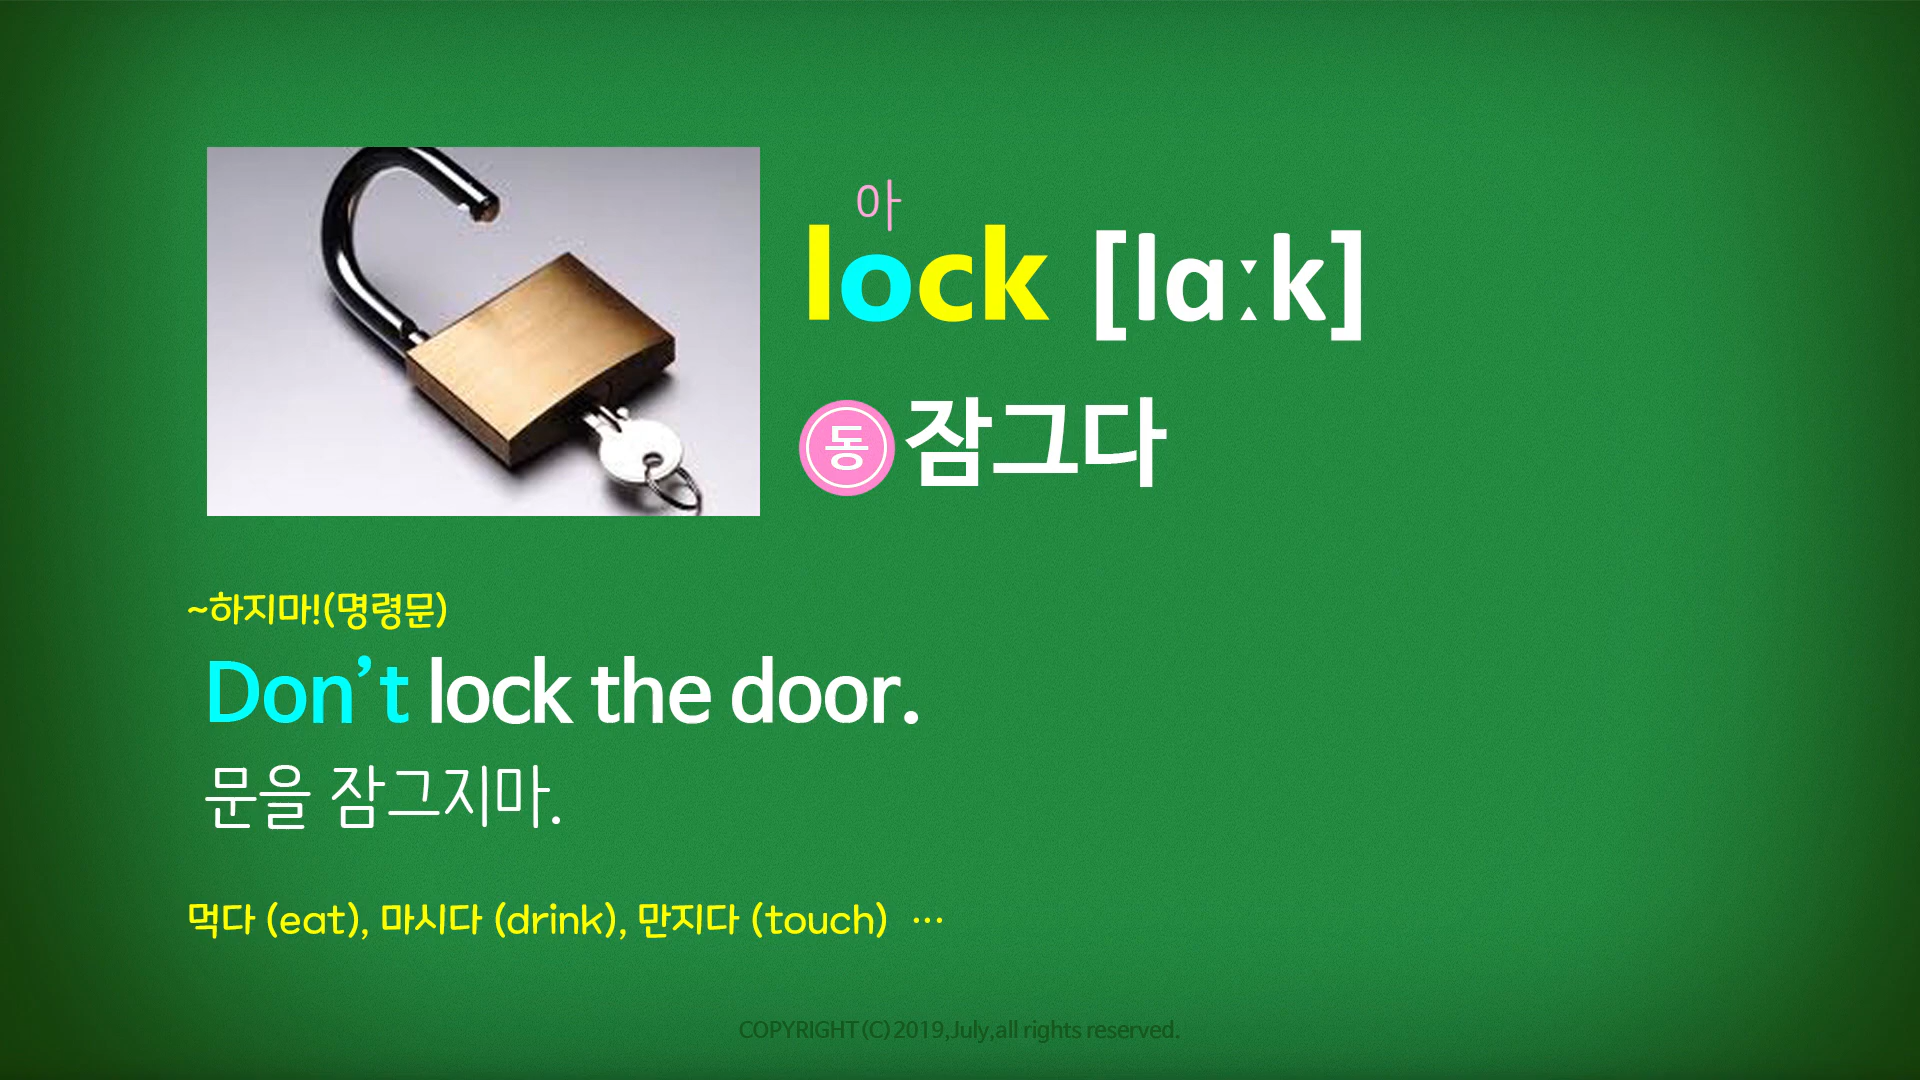 아
lock [lɑːk]
동 잠그다
~하지마!(명령문)
Don’t lock the door.
문을 잠그지마.
먹다 (eat), 마시다 (drink), 만지다 (touch) ···
COPYRIGHT (C) 2019,July,all rights reserved.